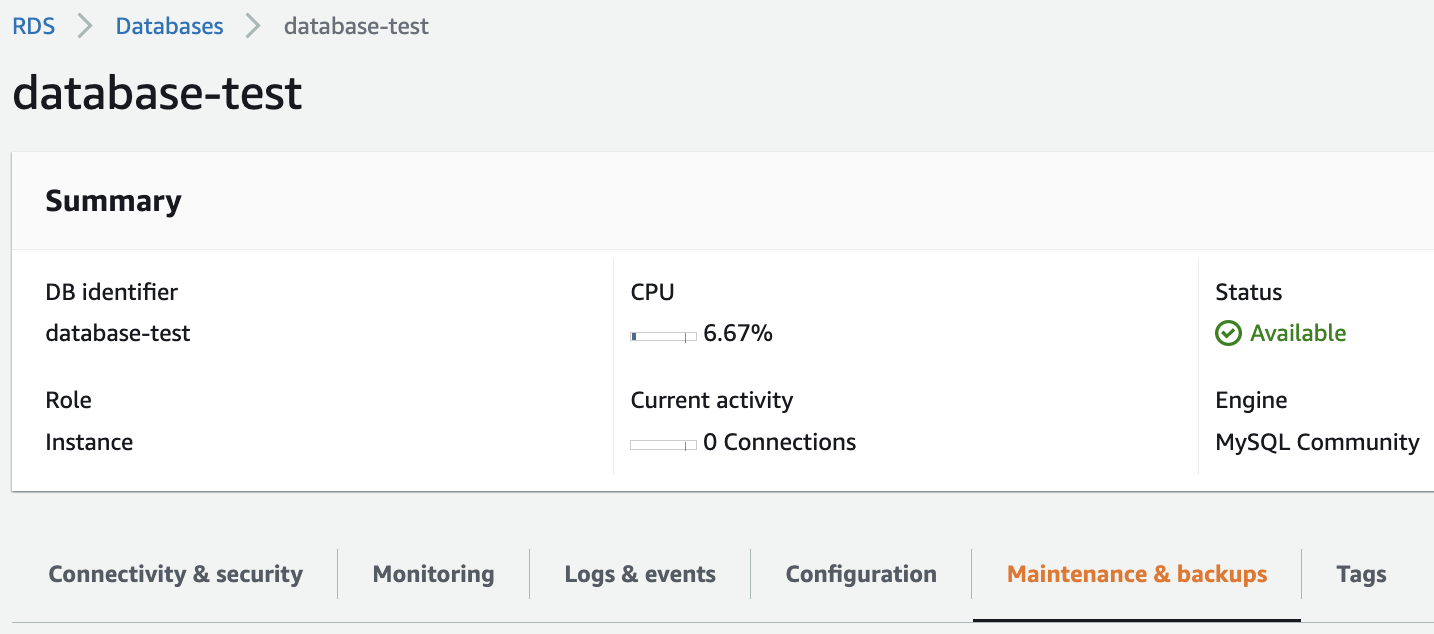 RDS > Databases > database-test
database-test
Summary
DB identifier
database-test
CPU
6.67%
Status
Available
Role
Instance
Current activity
0 Connections
Engine
MySQL Community
Connectivity & security
Monitoring
Logs & events
Configuration
Maintenance & backups
Tags